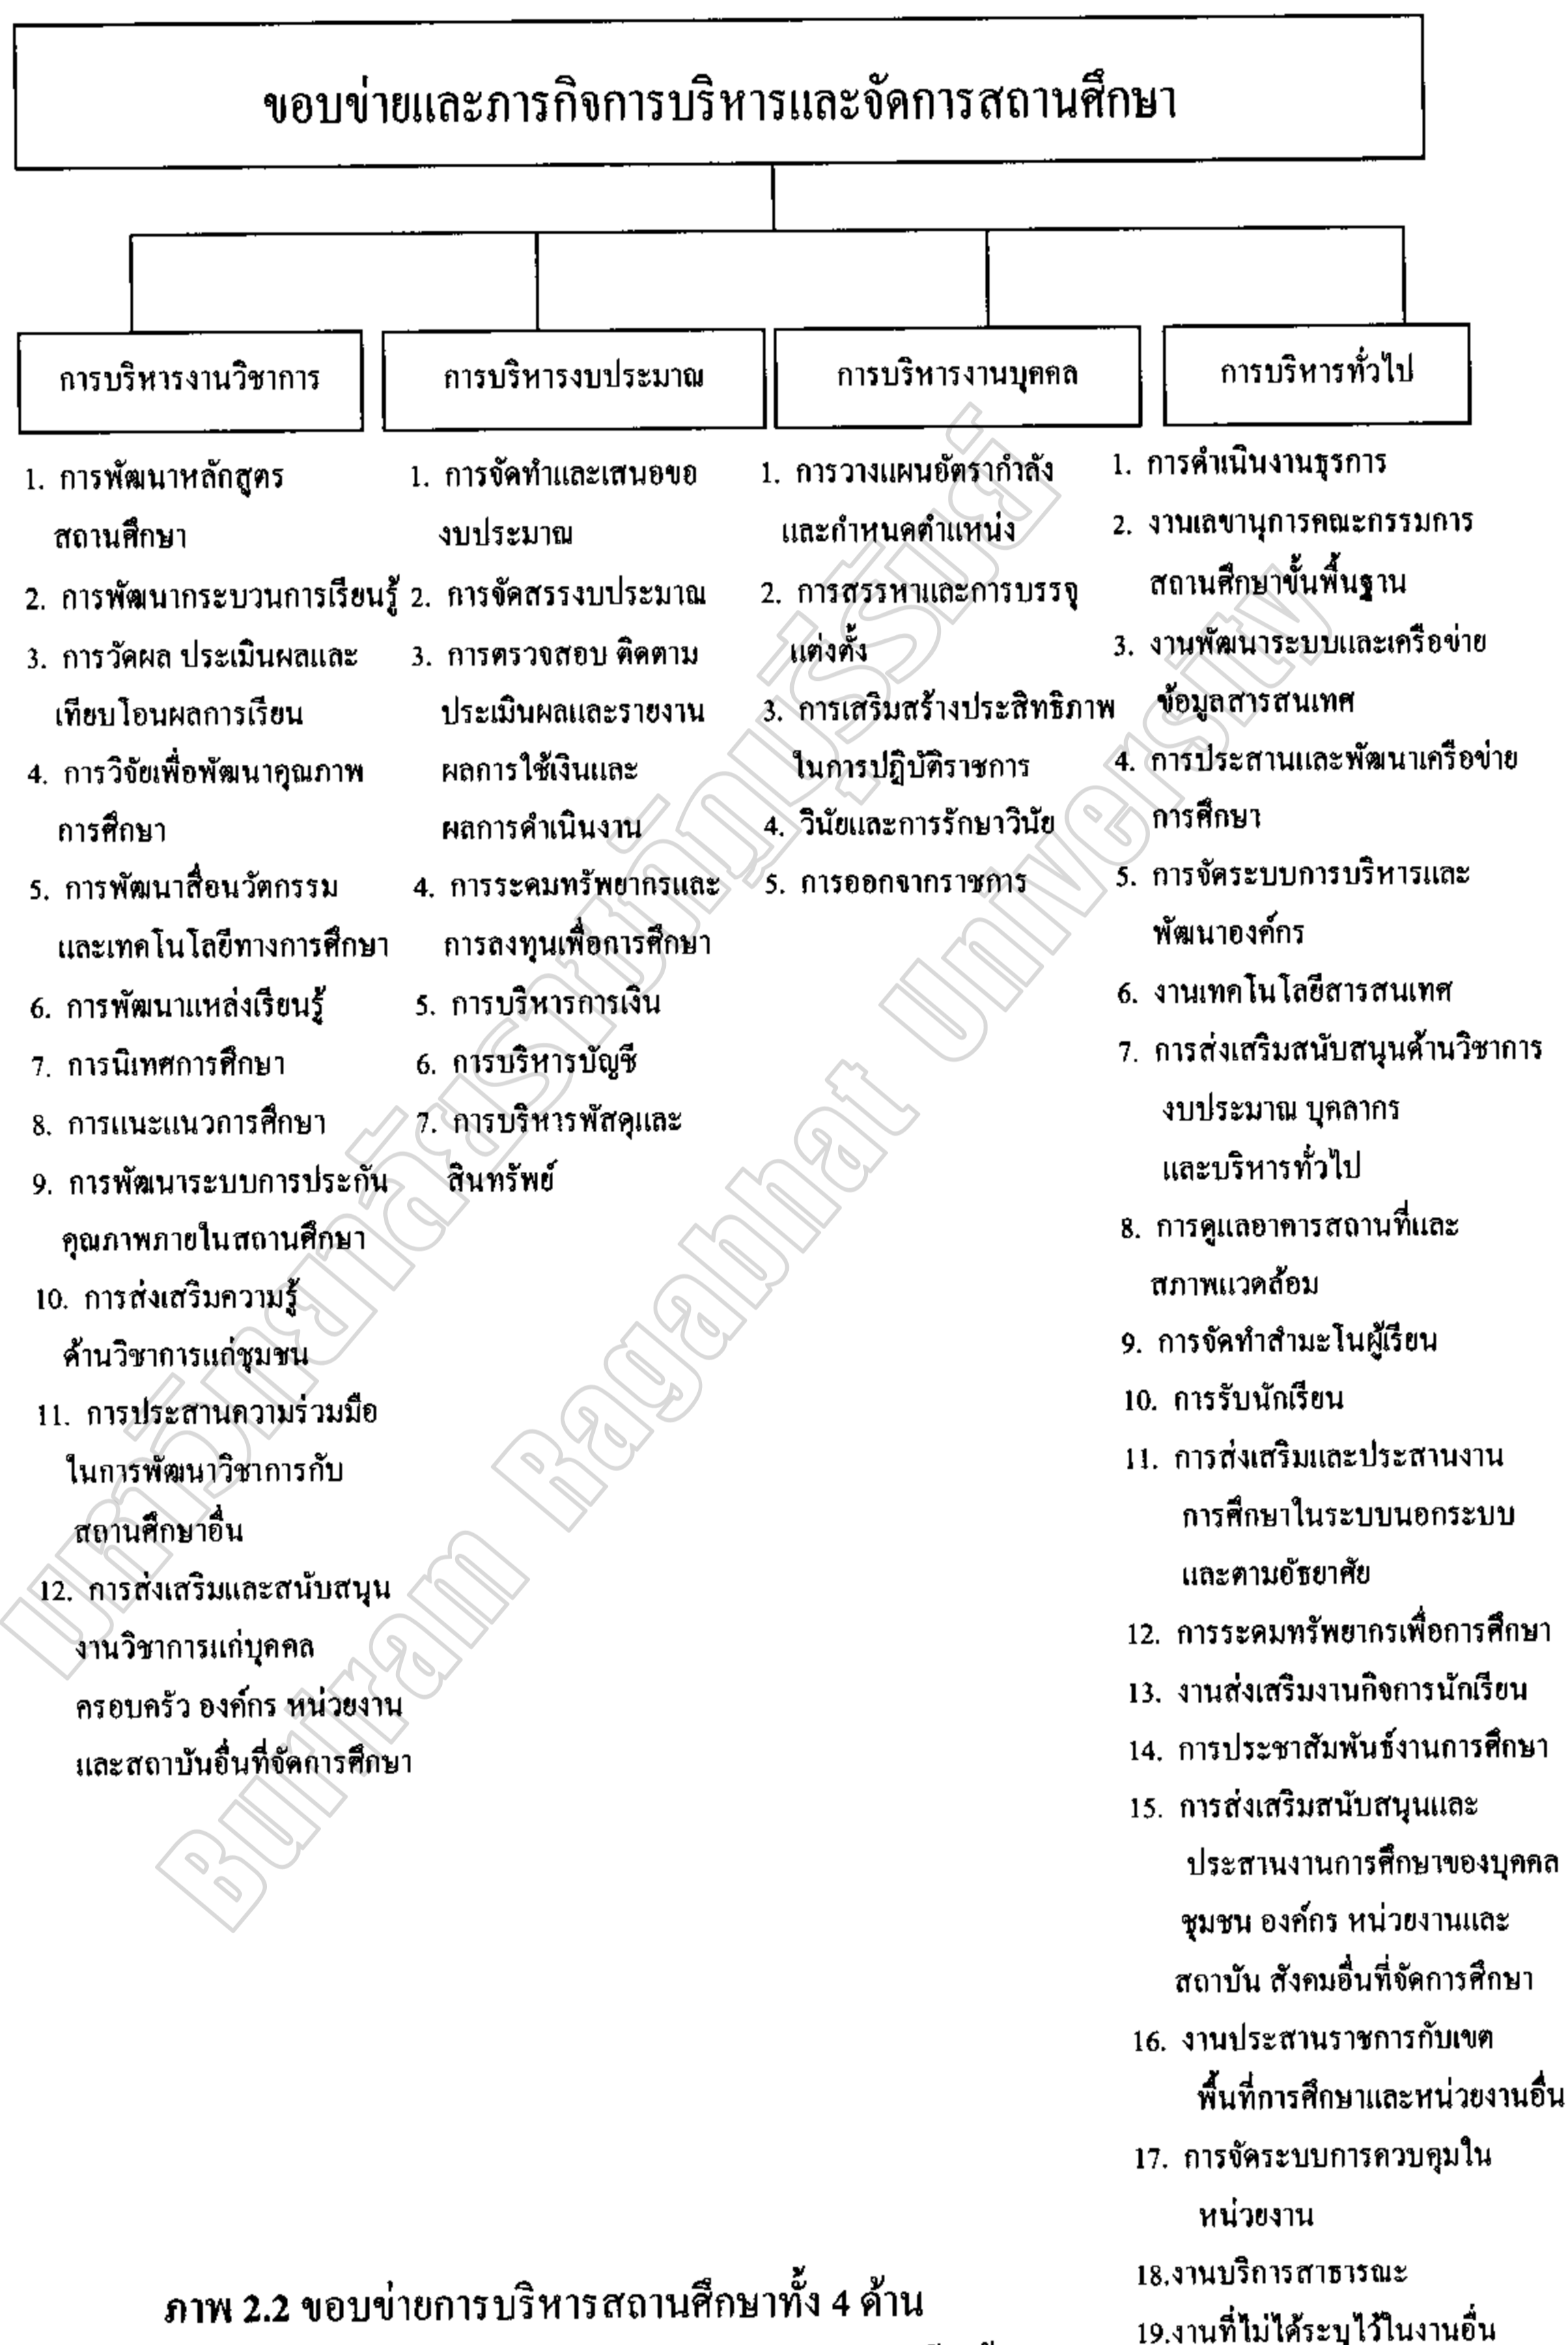 ขอบข่ายและภารกิจการบริหารและจัดการสถานศึกษา
การบริหารงานวิชาการ
1. การพัฒนาหลักสูตร
สถานศึกษา
2. การพัฒนากระบวนการเรียนรู้
3. การวัดผล ประเมินผลและ
เทียบโอนผลการเรียน
4. การวิจัยเพื่อพัฒนาคุณภาพ
การศึกษา
5. การพัฒนาสื่อนวัตกรรม
และเทคโนโลยีทางการศึกษา
6. การพัฒนาแหล่งเรียนรู้
7. การนิเทศการศึกษา
8. การแนะแนวการศึกษา
9. การพัฒนาระบบการประกัน
คุณภาพภายในสถานศึกษา
10. การส่งเสริมความรู้
ด้านวิชาการแก่ชุมชน
11. การประสานความร่วมมือ
ในการพัฒนาวิชาการกับ
สถานศึกษาอื่น
12. การส่งเสริมและสนับสนุน
งานวิชาการแก่บุคคล
ครอบครัว องค์กร หน่วยงาน
และสถาบันอื่นที่จัดการศึกษา
การบริหารงบประมาณ
1. การจัดทำและเสนอขอ
งบประมาณ
2. การจัดสรรงบประมาณ
3. การตรวจสอบ ติดตาม
ประเมินผลและรายงาน
ผลการใช้เงินและ
ผลการดำเนินงาน
4. การระดมทรัพยากรและ
การลงทุนเพื่อการศึกษา
5. การบริหารการเงิน
6. การบริหารบัญชี
7. การบริหารพัสดุและ
สินทรัพย์
การบริหารงานบุคคล
1. การวางแผนอัตรากำลัง
และกำหนดตำแหน่ง
2. การสรรหาและการบรรจุ
แต่งตั้ง
3. การเสริมสร้างประสิทธิภาพ
ในการปฏิบัติราชการ
4. วินัยและการรักษาวินัย
5. การออกจากราชการ
การบริหารทั่วไป
1. การดำเนินงานธุรการ
2. งานเลขานุการคณะกรรมการ
สถานศึกษาขั้นพื้นฐาน
3. งานพัฒนาระบบและเครือข่าย
ข้อมูลสารสนเทศ
4. การประสานและพัฒนาเครือข่าย
การศึกษา
5. การจัดระบบการบริหารและ
พัฒนาองค์กร
6. งานเทคโนโลยีสารสนเทศ
7. การส่งเสริมสนับสนุนด้านวิชาการ
งบประมาณ บุคลากร
และบริหารทั่วไป
8. การดูแลอาคารสถานที่และ
สภาพแวดล้อม
9. การจัดทำสำมะโนผู้เรียน
10. การรับนักเรียน
11. การส่งเสริมและประสานงาน
การศึกษาในระบบนอกระบบ
และตามอัธยาศัย
12. การระดมทรัพยากรเพื่อการศึกษา
13. งานส่งเสริมงานกิจการนักเรียน
14. การประชาสัมพันธ์งานการศึกษา
15. การส่งเสริมสนับสนุนและ
ประสานงานการศึกษาของบุคคล
ชุมชน องค์กร หน่วยงานและ
สถาบัน สังคมอื่นที่จัดการศึกษา
16. งานประสานราชการกับเขต
พื้นที่การศึกษาและหน่วยงานอื่น
17. การจัดระบบการควบคุมใน
หน่วยงาน
18.งานบริการสาธารณะ
19.งานที่ไม่ได้ระบุไว้ในงานอื่น
ภาพ 2.2 ขอบข่ายการบริหารสถานศึกษาทั้ง 4 ด้าน
มหาวิทยาลัยราชภัฏบุรีรัมย์
Buriram Ragabhat University